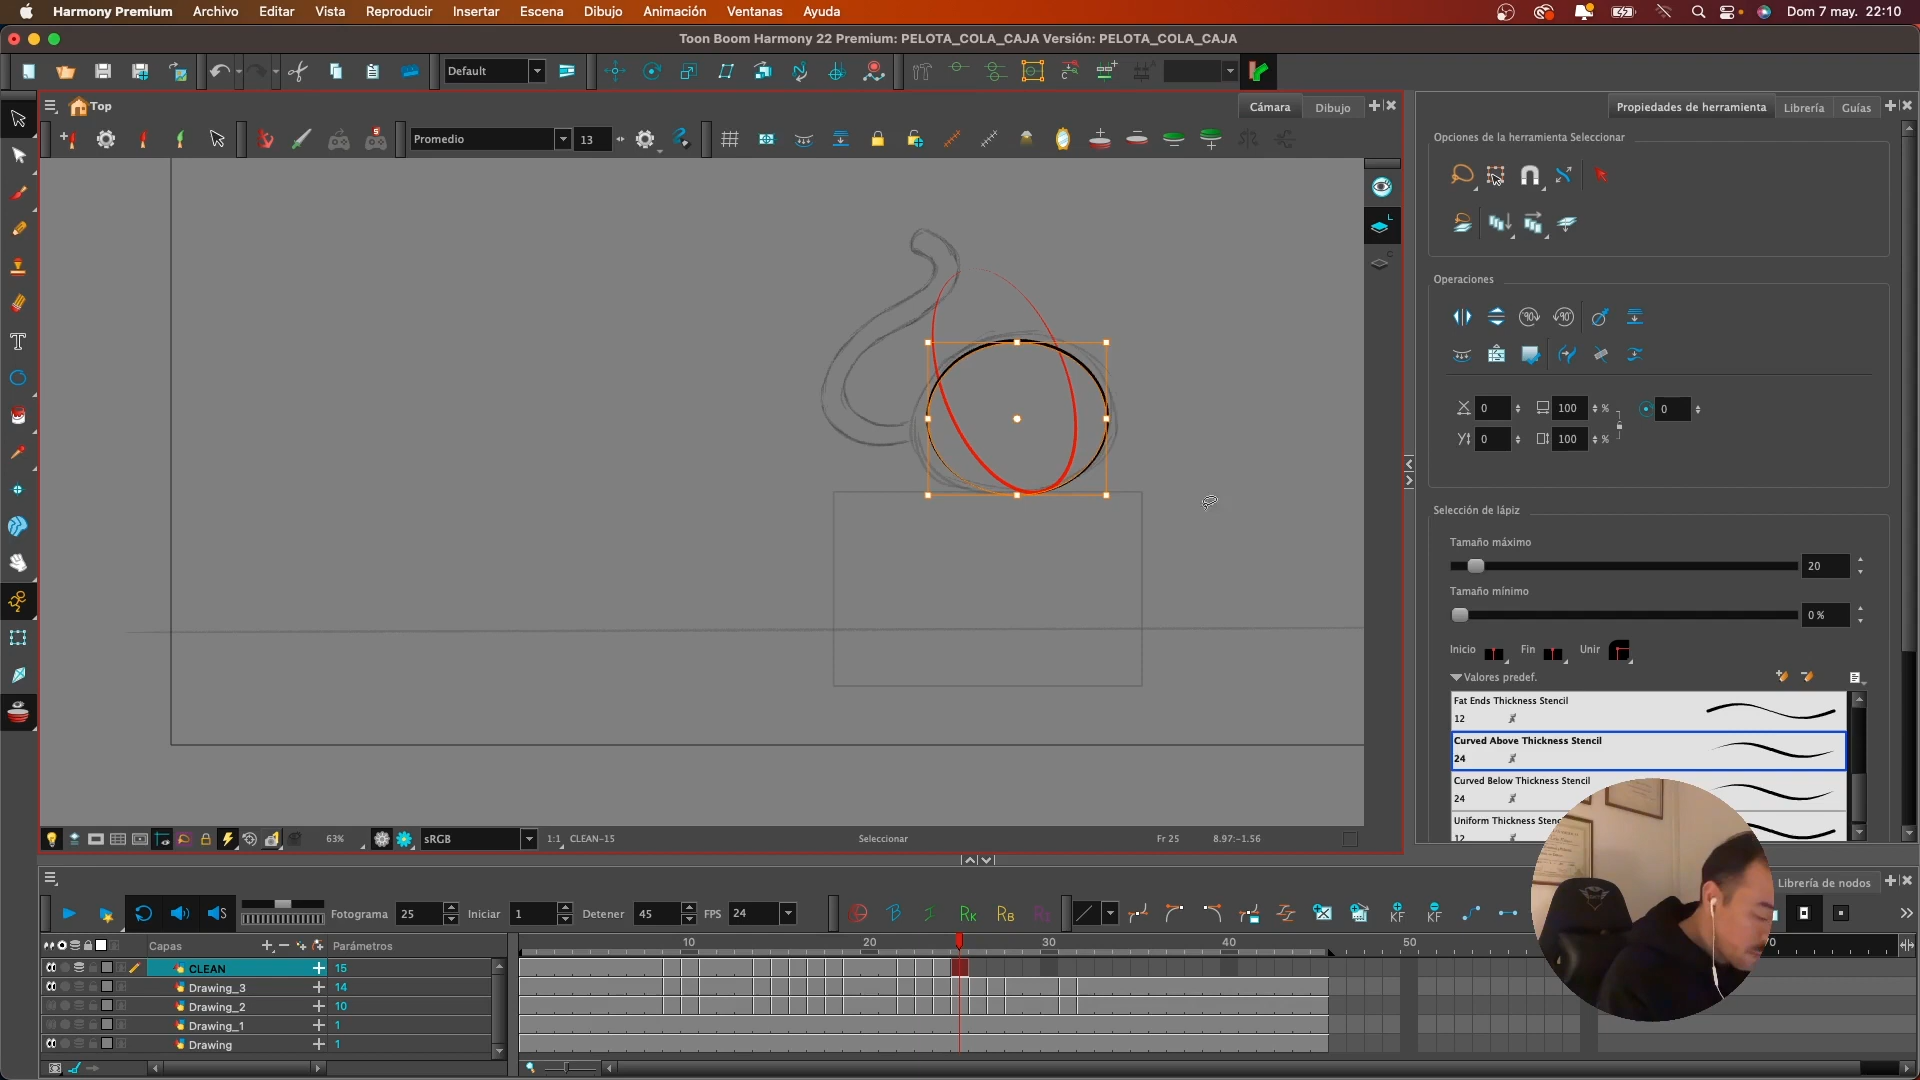 Harmony Premium Archivo Editar Vista Reproducir Insertar Escena Dibujo Animación Ventanas Ayuda Dom 7 may. 22:10
Toon Boom Harmony 22 Premium: PELOTA_COLA_CAJA Versión: PELOTA_COLA_CAJA
Default
Top
Cámara Dibujo
Propiedades de herramienta Librería Guías
Promedio 13
Opciones de la herramienta Seleccionar
Operaciones
X 0 100 % 0
Y 0 100 %
Selección de lápiz
Tamaño máximo
20
Tamaño mínimo
0 %
Inicio Fin Unir
Valores predef.
Fat Ends Thickness Stencil
12
Curved Above Thickness Stencil
24
Curved Below Thickness Stencil
24
Uniform Thickness Stenc
12
63% sRGB 1:1 CLEAN-15 Seleccionar Fr 25 8.97:-1.56
Librería de nodos
Fotograma 25 Iniciar 1 Detener 45 FPS 24
Capas Parámetros
10 20 30 40 50 70
CLEAN 15
Drawing_3 14
Drawing_2 10
Drawing_1 1
Drawing 1